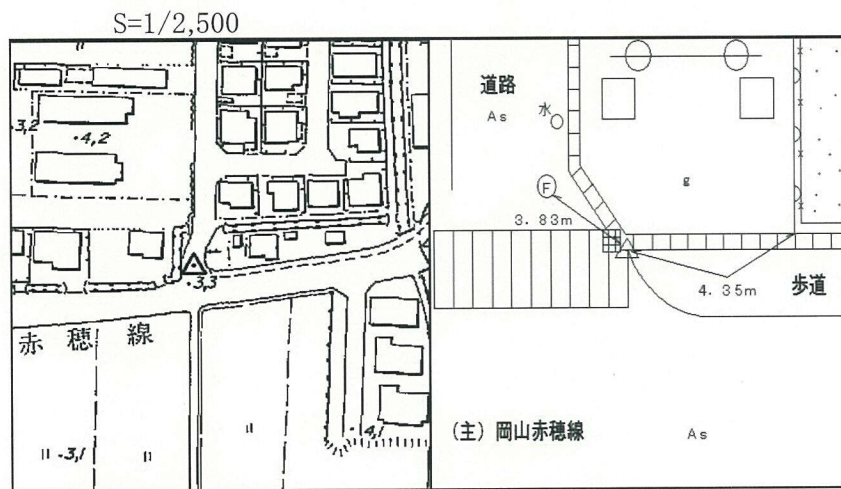 S=1/2,500
3,2
4,2
3,3
赤穂線
3,1
4,1
道路
As
水
F
g
3.83m
4.35m
歩道
(主)岡山赤穂線
As